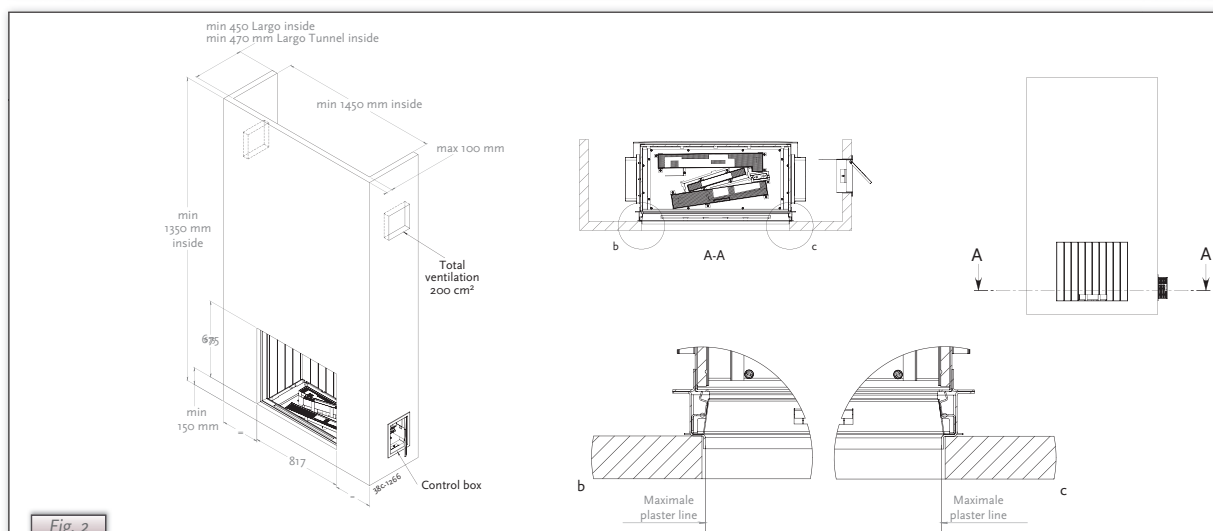 min 450 Largo inside
min 470 mm Largo Tunnel inside
min 1450 mm inside
max 100 mm
min
1350 mm
inside
Total
ventilation
200 cm²
min
150 mm
=
817
=
38c-1266
Control box
b
c
A-A
A
A
b
c
Maximale
plaster line
Maximale
plaster line
Fig. 2